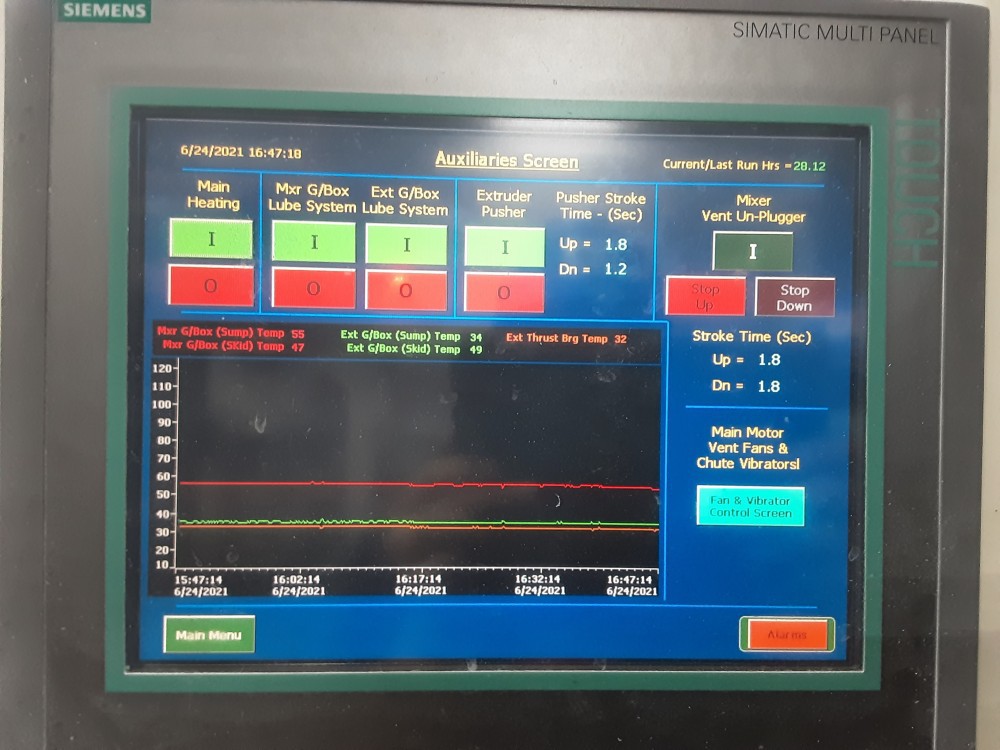 SIEMENS
SIMATIC MULTI PANEL
TOUCH
6/24/2021 16:47:18
Auxiliaries Screen
Current/Last Run Hrs =28.12
Main
Heating
Mxr G/Box
Lube System
Ext G/Box
Lube System
Extruder
Pusher
Pusher Stroke
Time - (Sec)
Mixer
Vent Un-Plugger
I
I
I
I
Up = 1.8
Dn = 1.2
I
O
O
O
O
Stop
Up
Stop
Down
Mxr G/Box (Sump) Temp 55
Mxr G/Box (Skid) Temp 47
Ext G/Box (Sump) Temp 34
Ext G/Box (Skid) Temp 49
Ext Thrust Brg Temp 32
Stroke Time (Sec)
Up = 1.8
Dn = 1.8
120
110
100
90
80
70
60
50
40
30
20
10
Main Motor
Vent Fans &
Chute Vibrators!
Fan & Vibrator
Control Screen
15:47:14
6/24/2021
16:02:14
6/24/2021
16:17:14
6/24/2021
16:32:14
6/24/2021
16:47:14
6/24/2021
Main Menu
Alarms